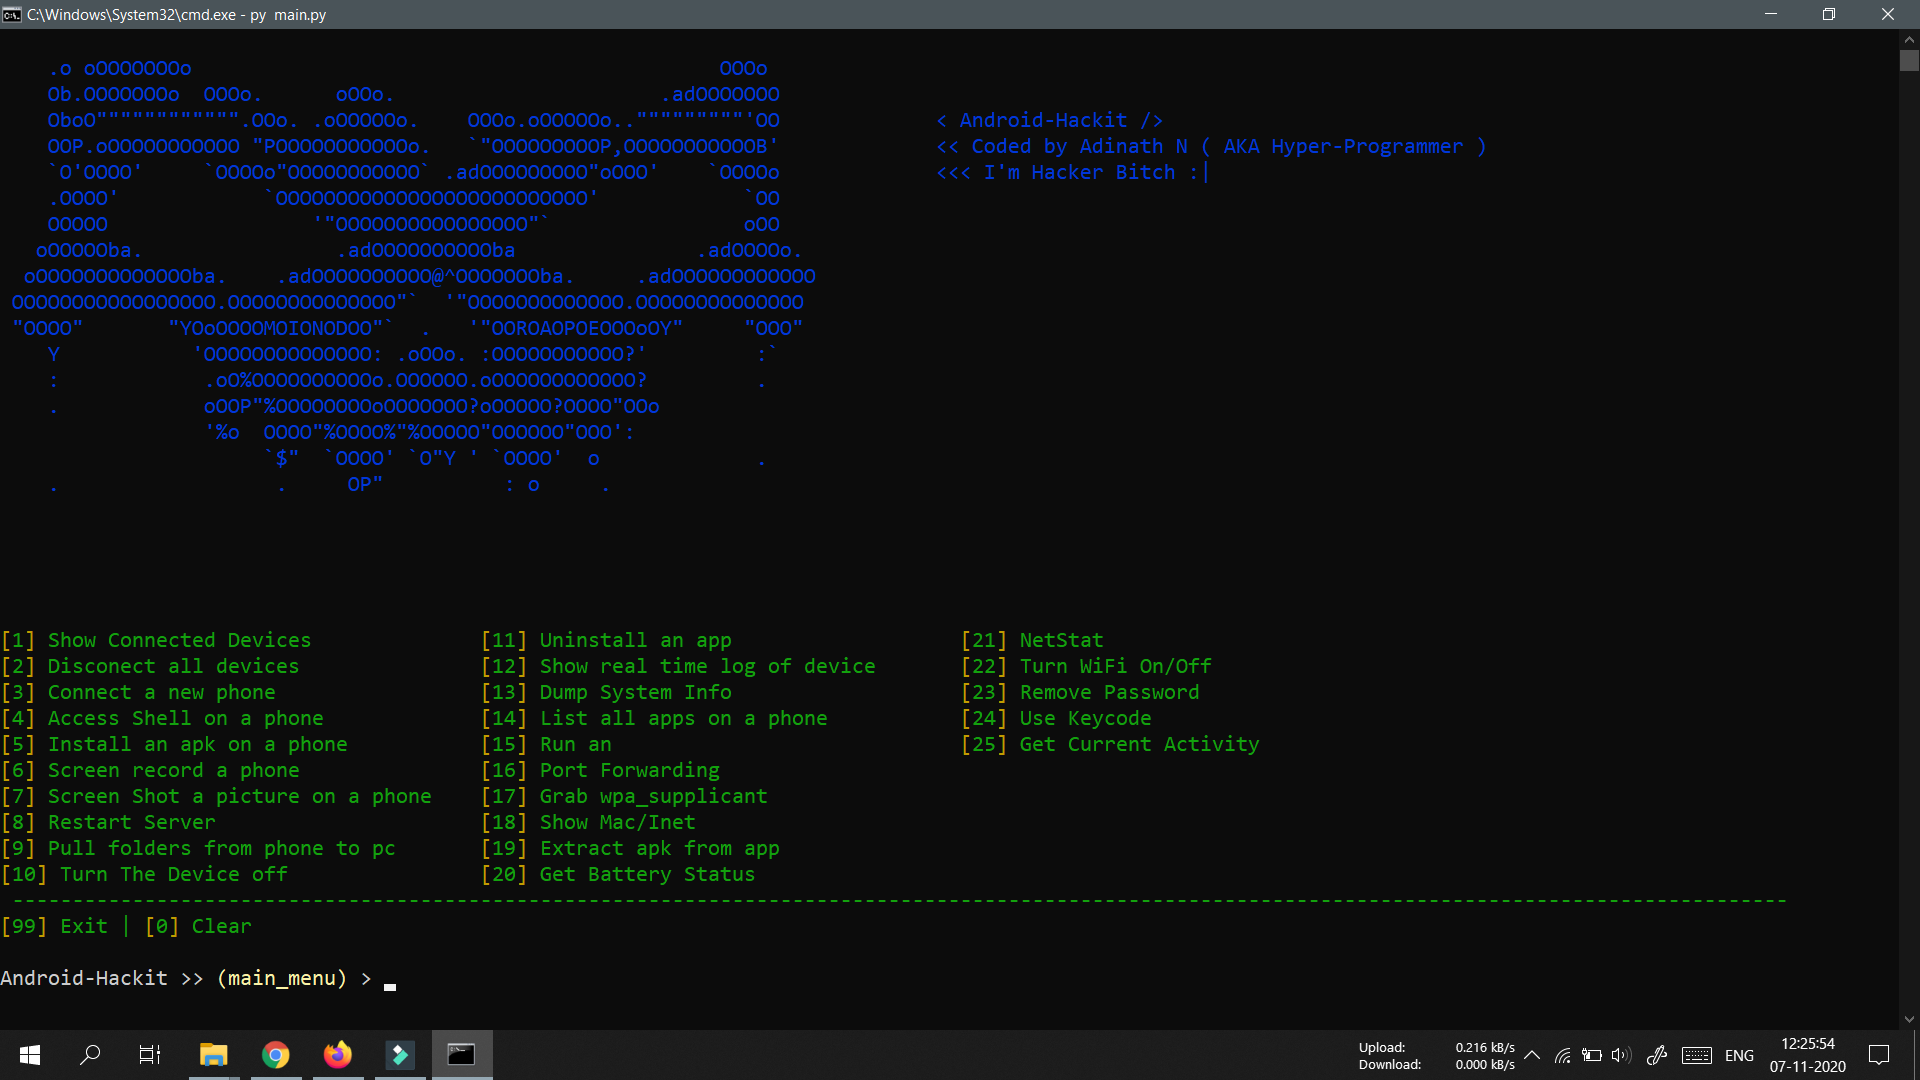 C:\Windows\System32\cmd.exe - py  main.py
    .o oOOOOOOOo                                            OOOo
    Ob.OOOOOOOo  OOOo.      oOOo.                      .adOOOOOOO
    OboO"""""""""""".OOo. .oOOOOOo.    OOOo.oOOOOOo.."""""""""'OO             < Android-Hackit />
    OOP.oOOOOOOOOOOO "POOOOOOOOOOOo.   `"OOOOOOOOOP,OOOOOOOOOOOB'             << Coded by Adinath N ( AKA Hyper-Programmer )
    `O'OOOO'     `OOOOo"OOOOOOOOOOO` .adOOOOOOOOO"oOOO'    `OOOOo             <<< I'm Hacker Bitch :|
    .OOOO'            `OOOOOOOOOOOOOOOOOOOOOOOOOO'            `OO
    OOOOO                 '"OOOOOOOOOOOOOOOO"`                oOO
   oOOOOOba.                .adOOOOOOOOOOba               .adOOOOo.
  oOOOOOOOOOOOOOba.    .adOOOOOOOOOO@^OOOOOOOba.     .adOOOOOOOOOOOO
 OOOOOOOOOOOOOOOOO.OOOOOOOOOOOOOO"`  '"OOOOOOOOOOOOO.OOOOOOOOOOOOOO
 "OOOO"       "YOoOOOOMOIONODOO"`  .   '"OOROAOPOEOOOoOY"     "OOO"
    Y           'OOOOOOOOOOOOOO: .oOOo. :OOOOOOOOOOO?'         :`
    :            .oO%OOOOOOOOOOo.OOOOOO.oOOOOOOOOOOOO?         .
    .            oOOP"%OOOOOOOOoOOOOOOO?oOOOOO?OOOO"OOo
                 '%o  OOOO"%OOOO%"%OOOOO"OOOOOO"OOO':
                      `$"  `OOOO' `O"Y ' `OOOO'  o             .
    .                  .     OP"          : o     .
[1] Show Connected Devices              [11] Uninstall an app                   [21] NetStat
[2] Disconect all devices               [12] Show real time log of device       [22] Turn WiFi On/Off
[3] Connect a new phone                 [13] Dump System Info                   [23] Remove Password
[4] Access Shell on a phone             [14] List all apps on a phone           [24] Use Keycode
[5] Install an apk on a phone           [15] Run an                             [25] Get Current Activity
[6] Screen record a phone               [16] Port Forwarding
[7] Screen Shot a picture on a phone    [17] Grab wpa_supplicant
[8] Restart Server                      [18] Show Mac/Inet
[9] Pull folders from phone to pc       [19] Extract apk from app
[10] Turn The Device off                [20] Get Battery Status
 ----------------------------------------------------------------------------------------------------------------------------------------------------
[99] Exit | [0] Clear
Android-Hackit >> (main_menu) > _
Upload: 0.216 kB/s
Download: 0.000 kB/s
ENG
12:25:54
07-11-2020